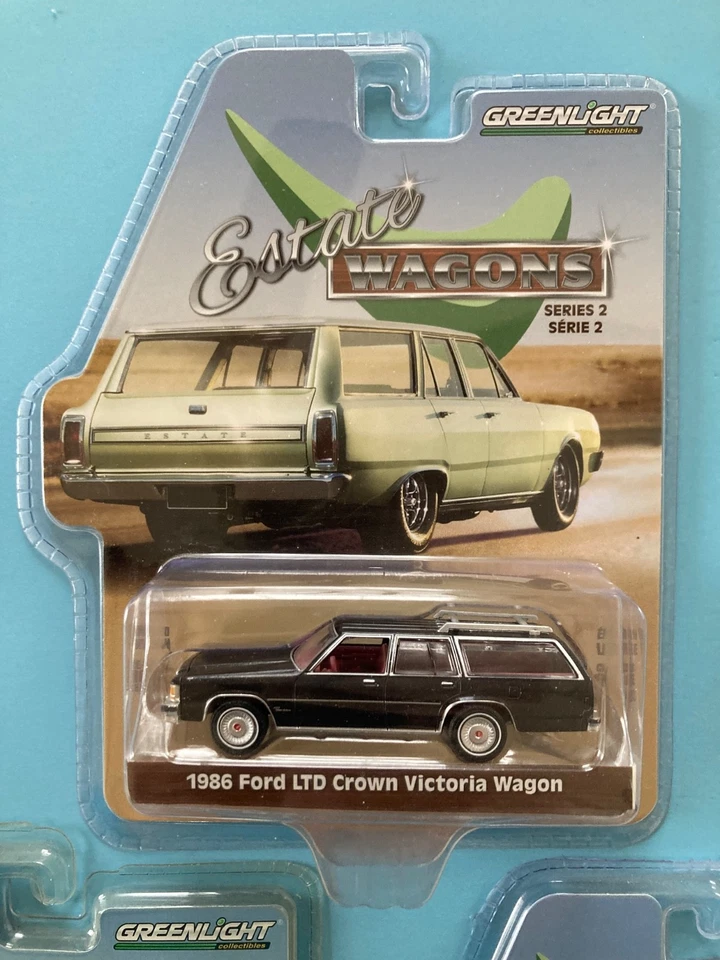 GREENLiGHT®
collectibles
Estate
WAGONS
SERIES 2
SÉRIE 2
ESTATE
1986 Ford LTD Crown Victoria Wagon
GREENLiGHT
collectibles